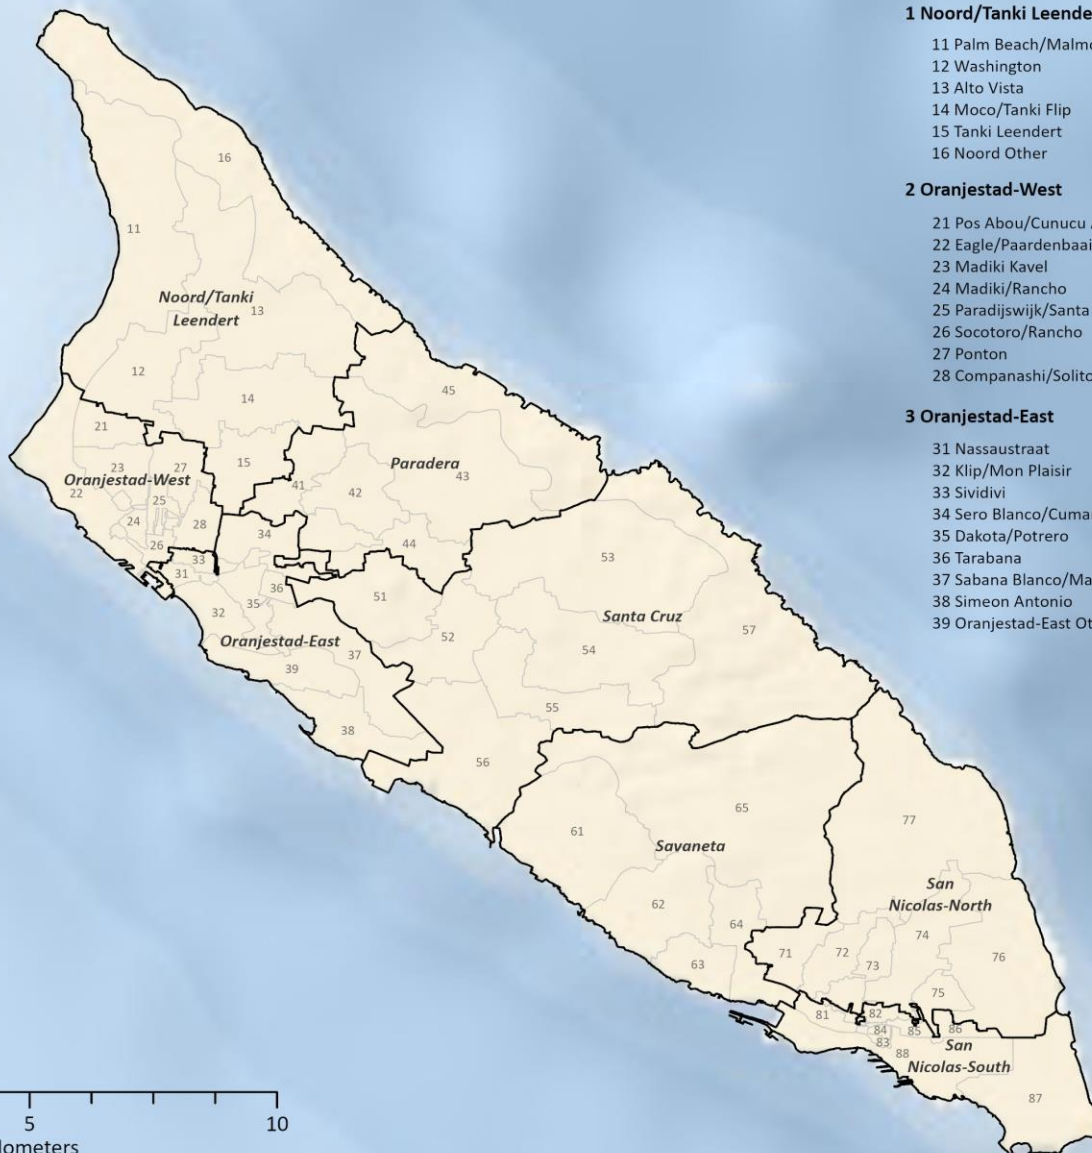 1 Noord/Tanki Leende
11 Palm Beach/Malmo
12 Washington
13 Alto Vista
14 Moco/Tanki Flip
15 Tanki Leendert
16 Noord Other
2 Oranjestad-West
21 Pos Abou/Cunucu
22 Eagle/Paardenbaai
23 Madiki Kavel
24 Madiki/Rancho
25 Paradijswijk/Santa
26 Socotoro/Rancho
27 Ponton
28 Companashi/Solito
3 Oranjestad-East
31 Nassaustraat
32 Klip/Mon Plaisir
33 Sividivi
34 Sero Blanco/Cuma
35 Dakota/Potrero
36 Tarabana
37 Sabana Blanco/Ma
38 Simeon Antonio
39 Oranjestad-East Ot
16
11
Noord/Tanki
Leendert
13
12
14
45
21
15
Paradera
23
27
Oranjestad-West
43
22
41
42
25
24
28
34
26
44
33
53
31
36
51
35
32
Santa Cruz
57
Oranjestad-East
52
54
37
39
55
38
56
65
77
61
Savaneta
San
Nicolas-North
62
64
74
71
72
76
73
63
75
81
82
84
85
86
83
San
88
Nicolas-South
87
5
10
lometers